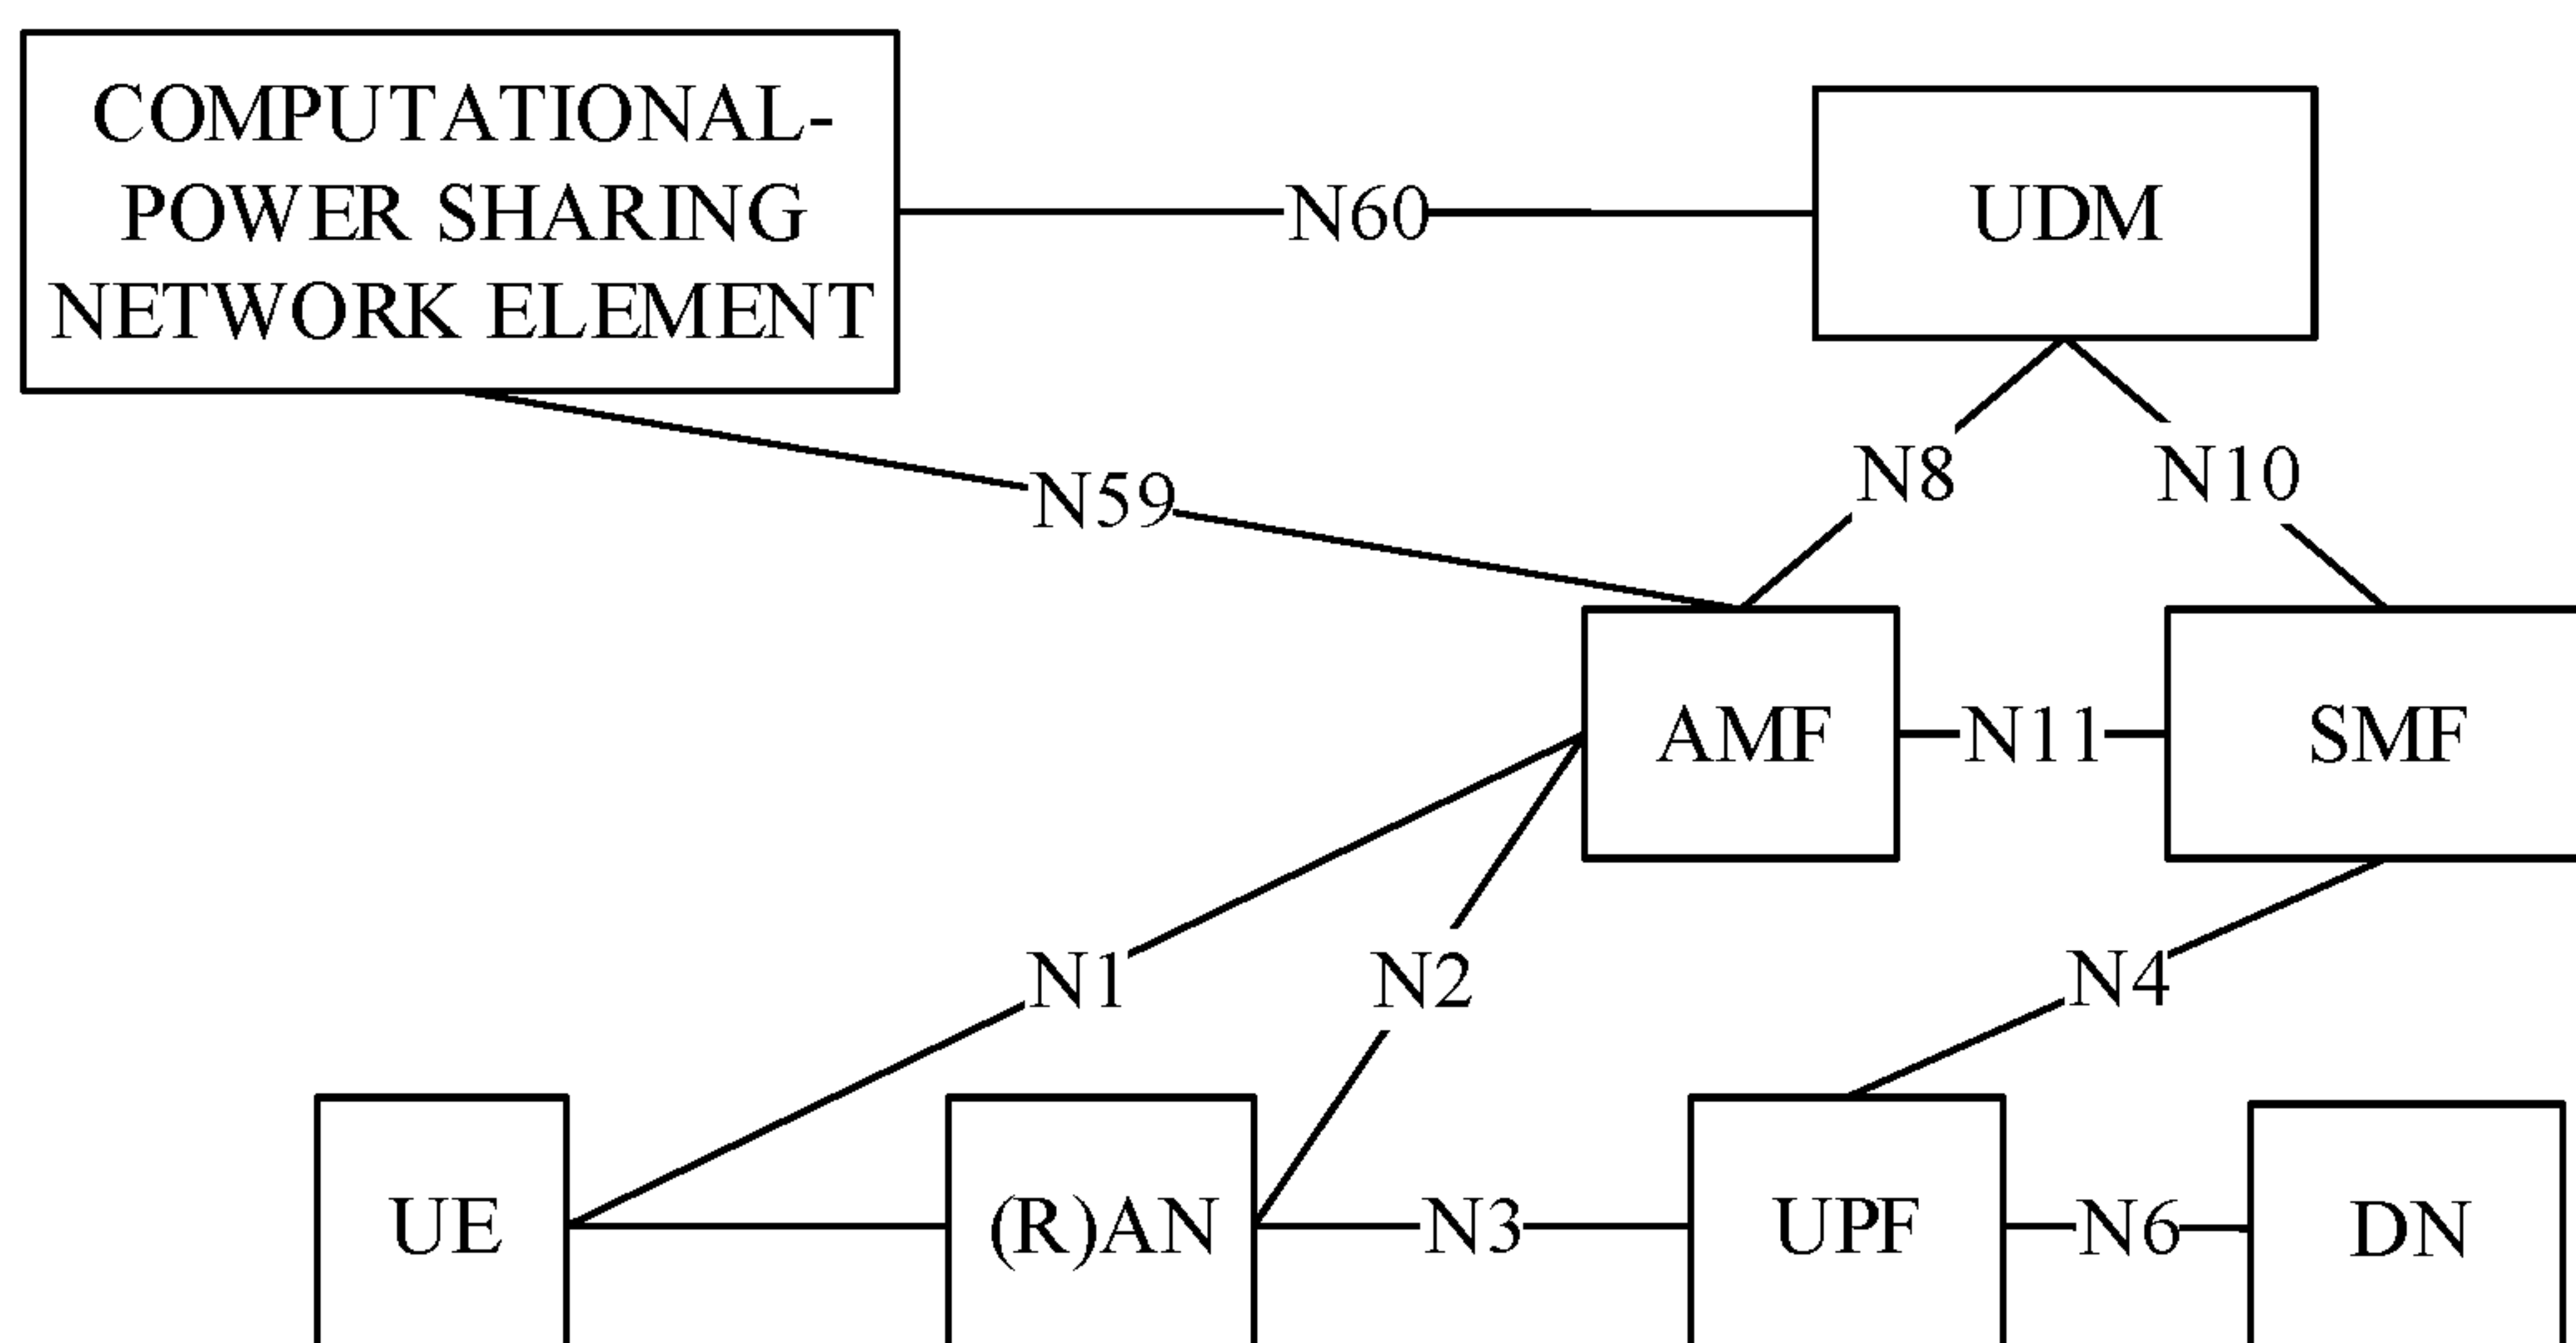 COMPUTATIONAL-
POWER SHARING
NETWORK ELEMENT
N60
UDM
N8
N10
N59
AMF
N11
SMF
N1
N2
N4
UE
(R)AN
N3
UPF
N6
DN